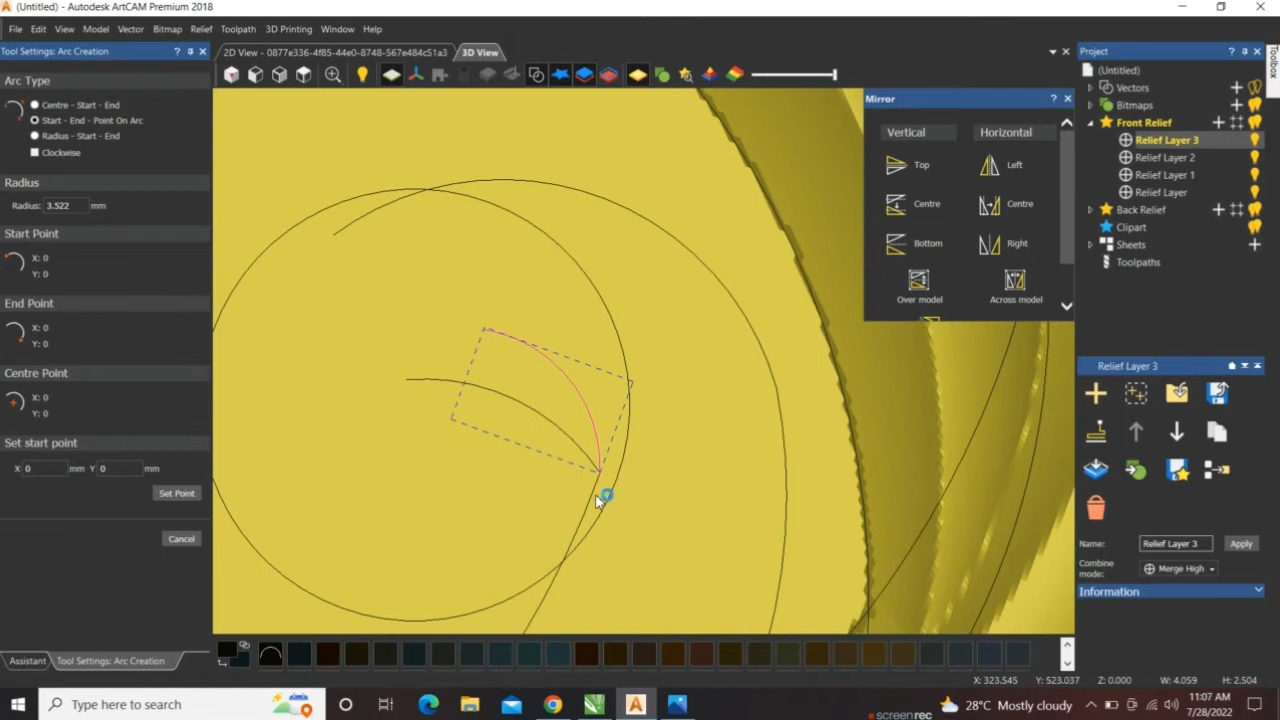 (Untitled) - Autodesk ArtCAM Premium 2018
File Edit View Model Vector Bitmap Relief Toolpath 3D Printing Window Help
Tool Settings: Arc Creation
2D View - 0877e336-4f85-44e0-8748-567e484c51a3
3D View
Arc Type
Centre - Start - End
Start - End - Point On Arc
Radius - Start - End
Clockwise
Radius
Radius: 3.522 mm
Start Point
X: 0
Y: 0
End Point
X: 0
Y: 0
Centre Point
X: 0
Y: 0
Set start point
X 0 mm Y 0 mm
Set Point
Cancel
Assistant
Tool Settings: Arc Creation
Mirror
Vertical Horizontal
Top Left
Centre Centre
Bottom Right
Over model Across model
Project
Toolbox
(Untitled)
Vectors
Bitmaps
Front Relief
Relief Layer 3
Relief Layer 2
Relief Layer 1
Relief Layer
Back Relief
Clipart
Sheets
Toolpaths
Relief Layer 3
Name: Relief Layer 3 Apply
Combine mode: Merge High
Information
X: 323.545 Y: 523.037 Z: 0.000 W: 4.059 H: 2.504
Type here to search
28°C Mostly cloudy
11:07 AM
7/28/2022
screenrec